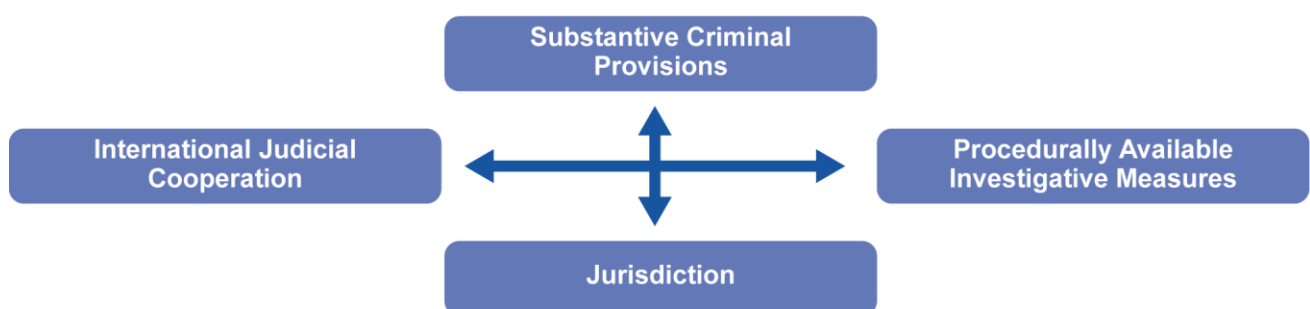 Substantive Criminal
Provisions
International Judicial
Cooperation
Procedurally Available
Investigative Measures
Jurisdiction